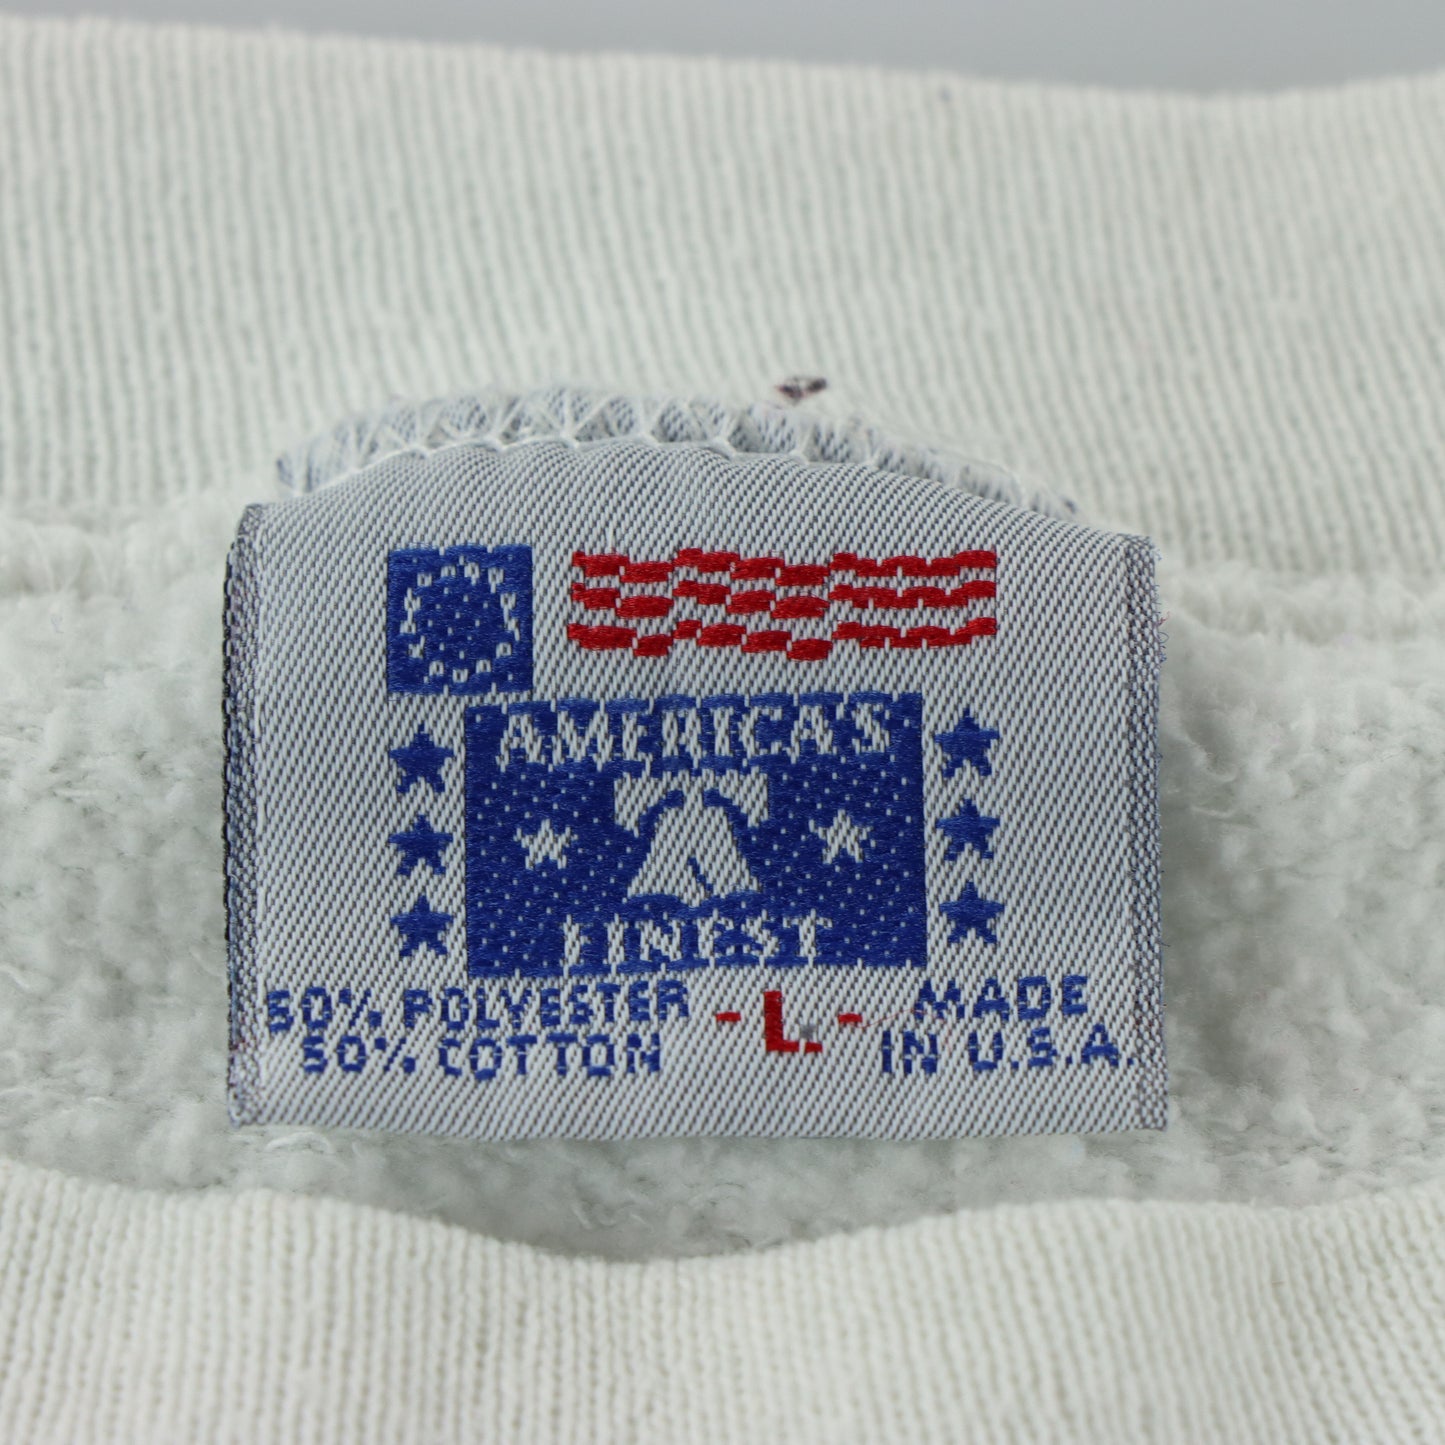 AMERICA'S
FINEST
50% POLYESTER
50% COTTON
-L.-
MADE
IN U.S.A.